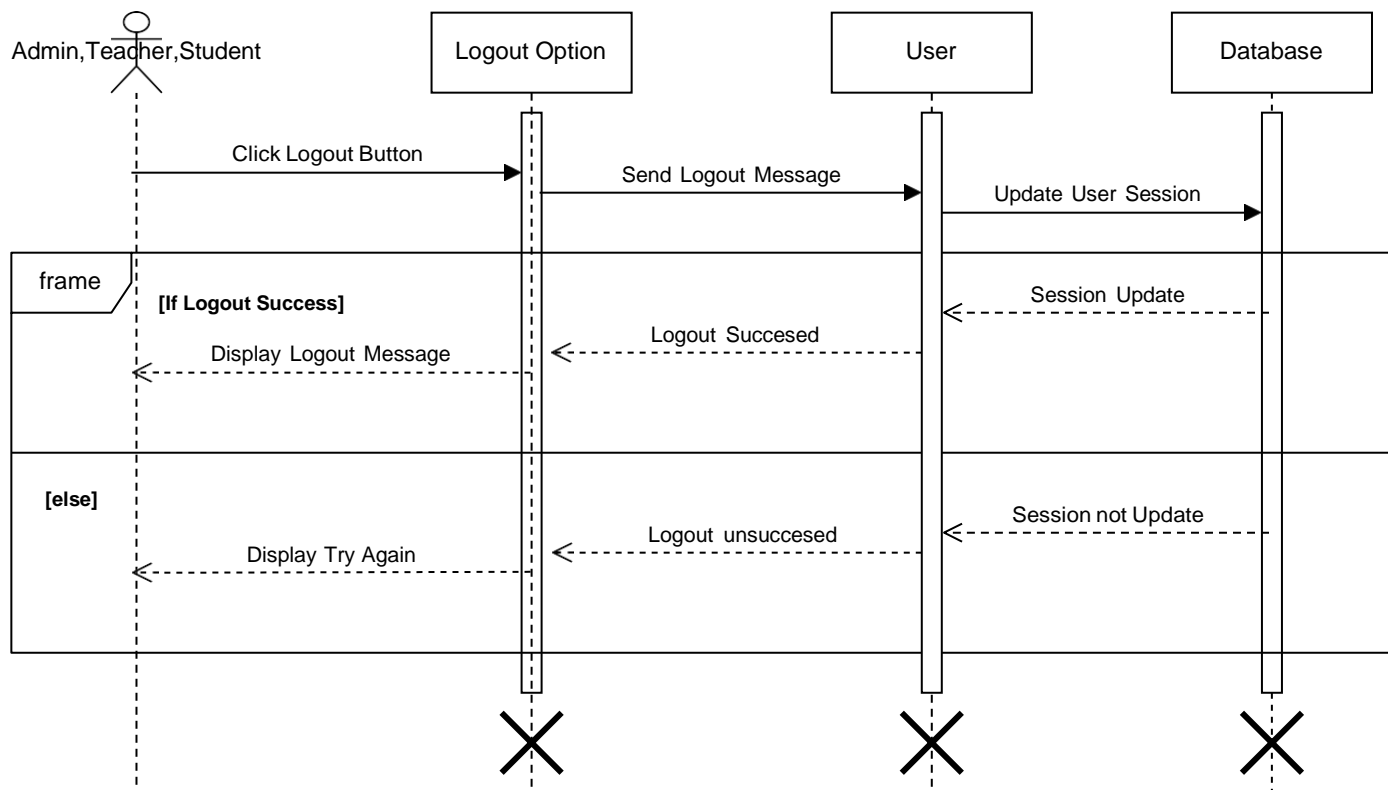 Admin,Teacher,Student
Logout Option
User
Database
Click Logout Button
Send Logout Message
Update User Session
frame
[If Logout Success]
Session Update
Logout Succesed
Display Logout Message
[else]
Session not Update
Logout unsuccesed
Display Try Again